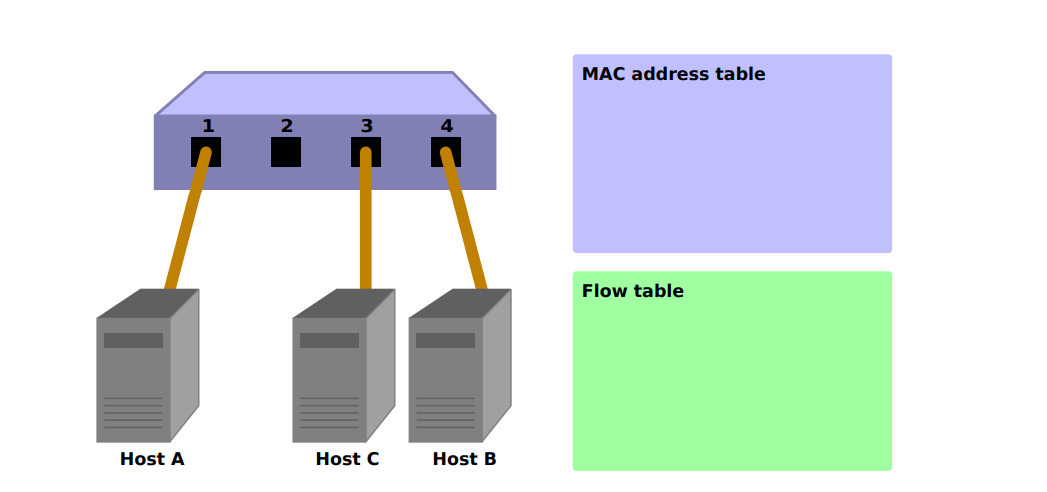 1 2 3 4
MAC address table
Flow table
Host A Host C Host B